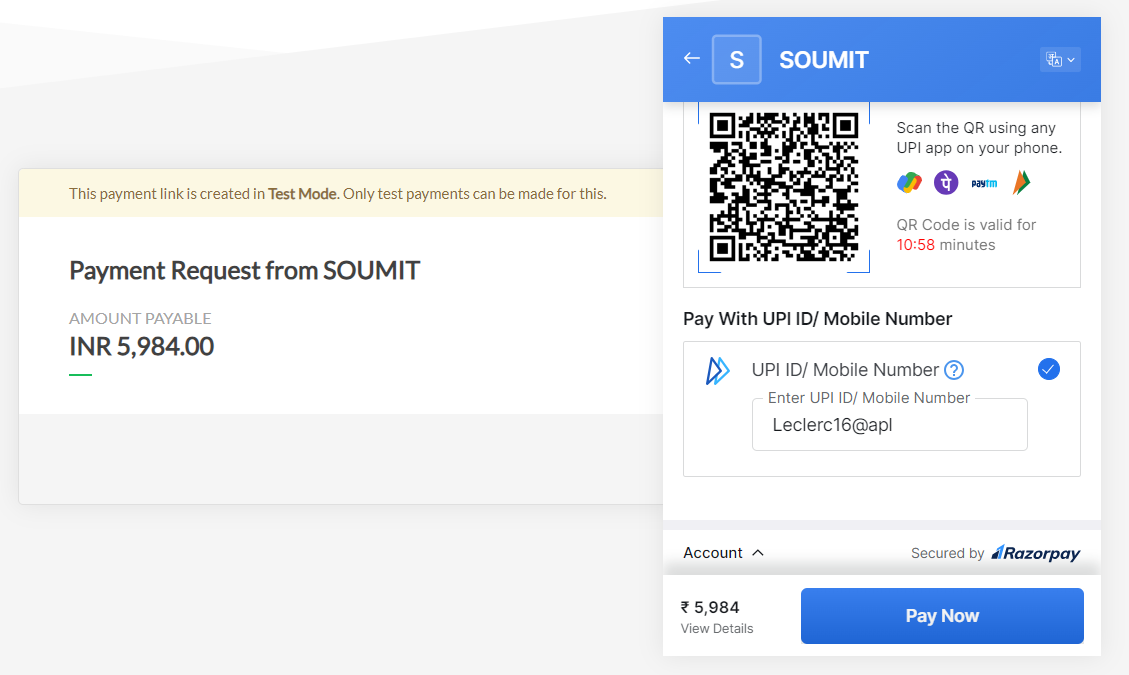 This payment link is created in Test Mode. Only test payments can be made for this.
Payment Request from SOUMIT
AMOUNT PAYABLE
INR 5,984.00
S
SOUMIT
Scan the QR using any
UPI app on your phone.
paytm
QR Code is valid for
10:58 minutes
Pay With UPI ID/ Mobile Number
UPI ID/ Mobile Number ?
Enter UPI ID/ Mobile Number
Leclerc16@apl
Account
Secured by Razorpay
₹ 5,984
View Details
Pay Now